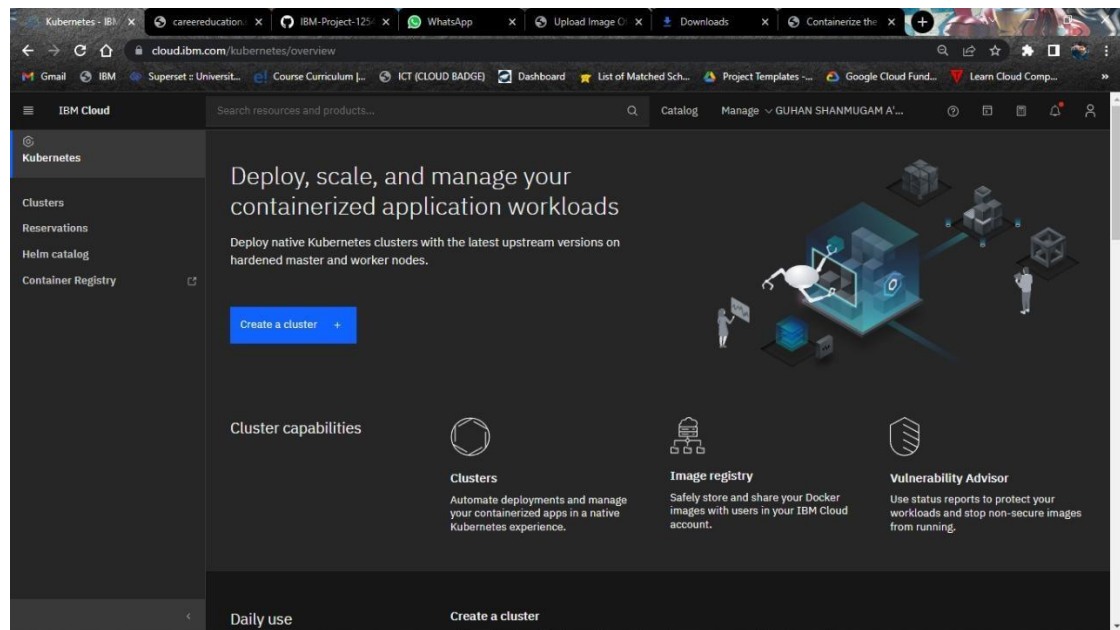 Kubernetes - IBM
careereducation.
IBM-Project-125
WhatsApp
Upload Image O
Downloads
Containerize the
cloud.ibm.com/kubernetes/overview
Gmail
IBM
Superset :: Universit...
Course Curriculum |...
ICT (CLOUD BADGE)
Dashboard
List of Matched Sch...
Project Templates -...
Google Cloud Fund...
Learn Cloud Comp...
»
IBM Cloud
Search resources and products...
Catalog
Manage
GUHAN SHANMUGAM A'...
Kubernetes
Clusters
Reservations
Helm catalog
Container Registry
Deploy, scale, and manage your
containerized application workloads
Deploy native Kubernetes clusters with the latest upstream versions on
hardened master and worker nodes.
Create a cluster +
Cluster capabilities
Clusters
Automate deployments and manage
your containerized apps in a native
Kubernetes experience.
Image registry
Safely store and share your Docker
images with users in your IBM Cloud
account.
Vulnerability Advisor
Use status reports to protect your
workloads and stop non-secure images
from running.
Daily use
Create a cluster